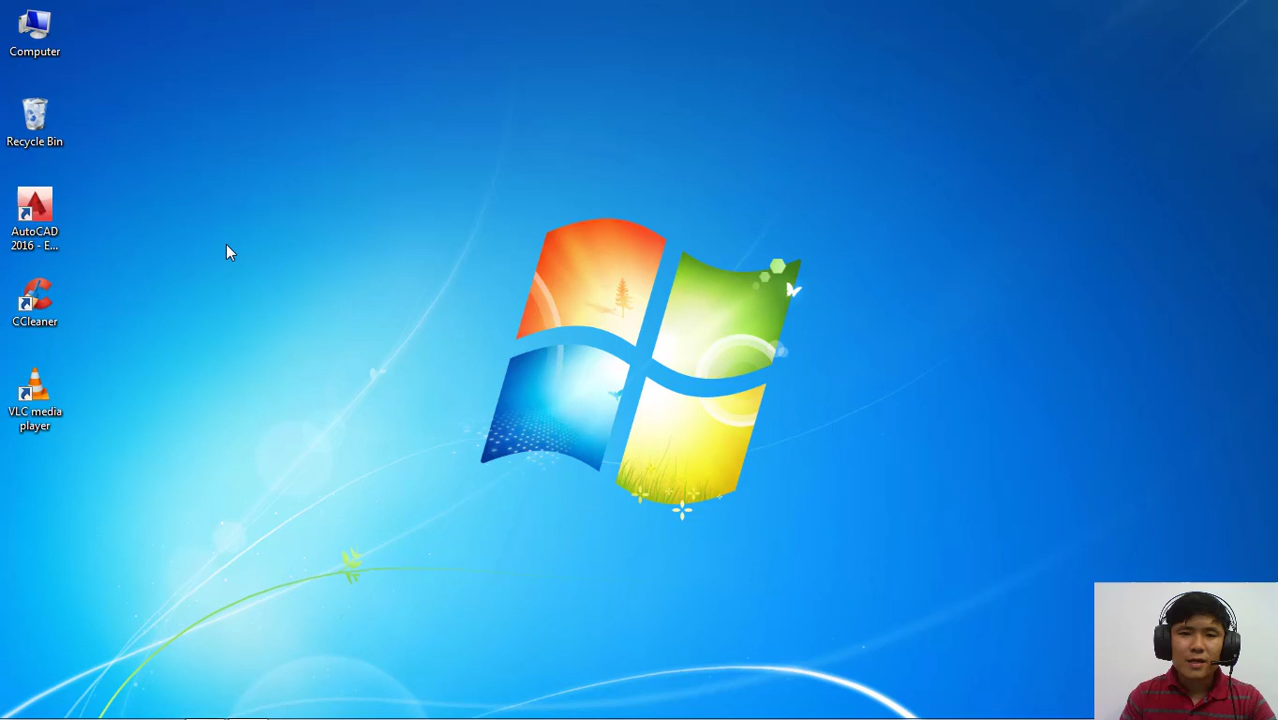 Computer
Recycle Bin
AutoCAD
2016 - E...
CCleaner
VLC media
player